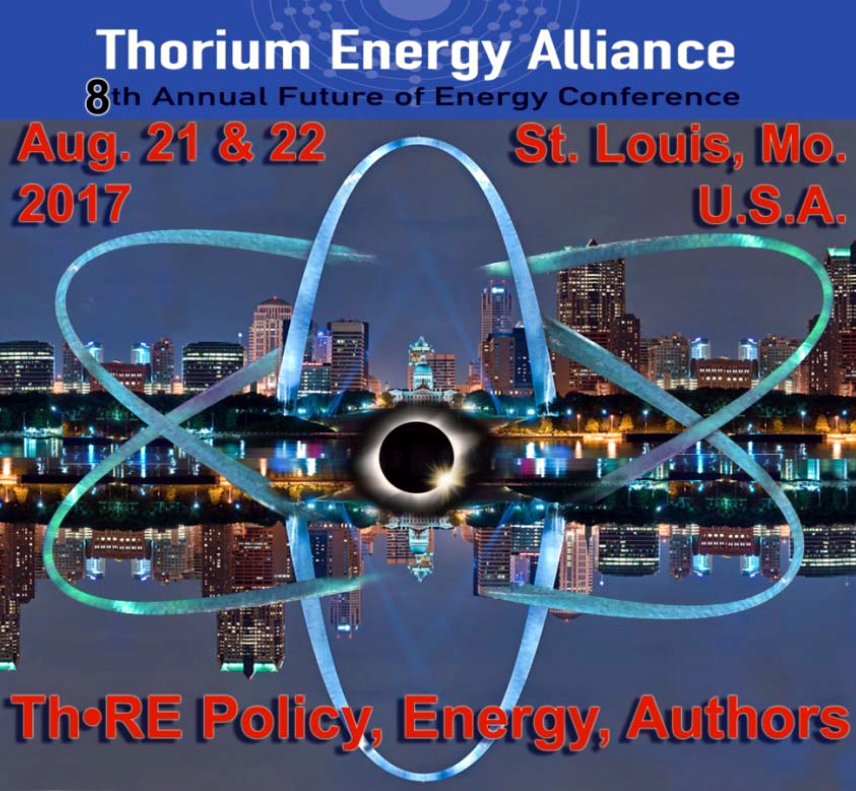 Thorium Energy Alliance
8th Annual Future of Energy Conference
Aug. 21 & 22
2017
St. Louis, Mo.
U.S.A.
Th•RE Policy, Energy, Authors